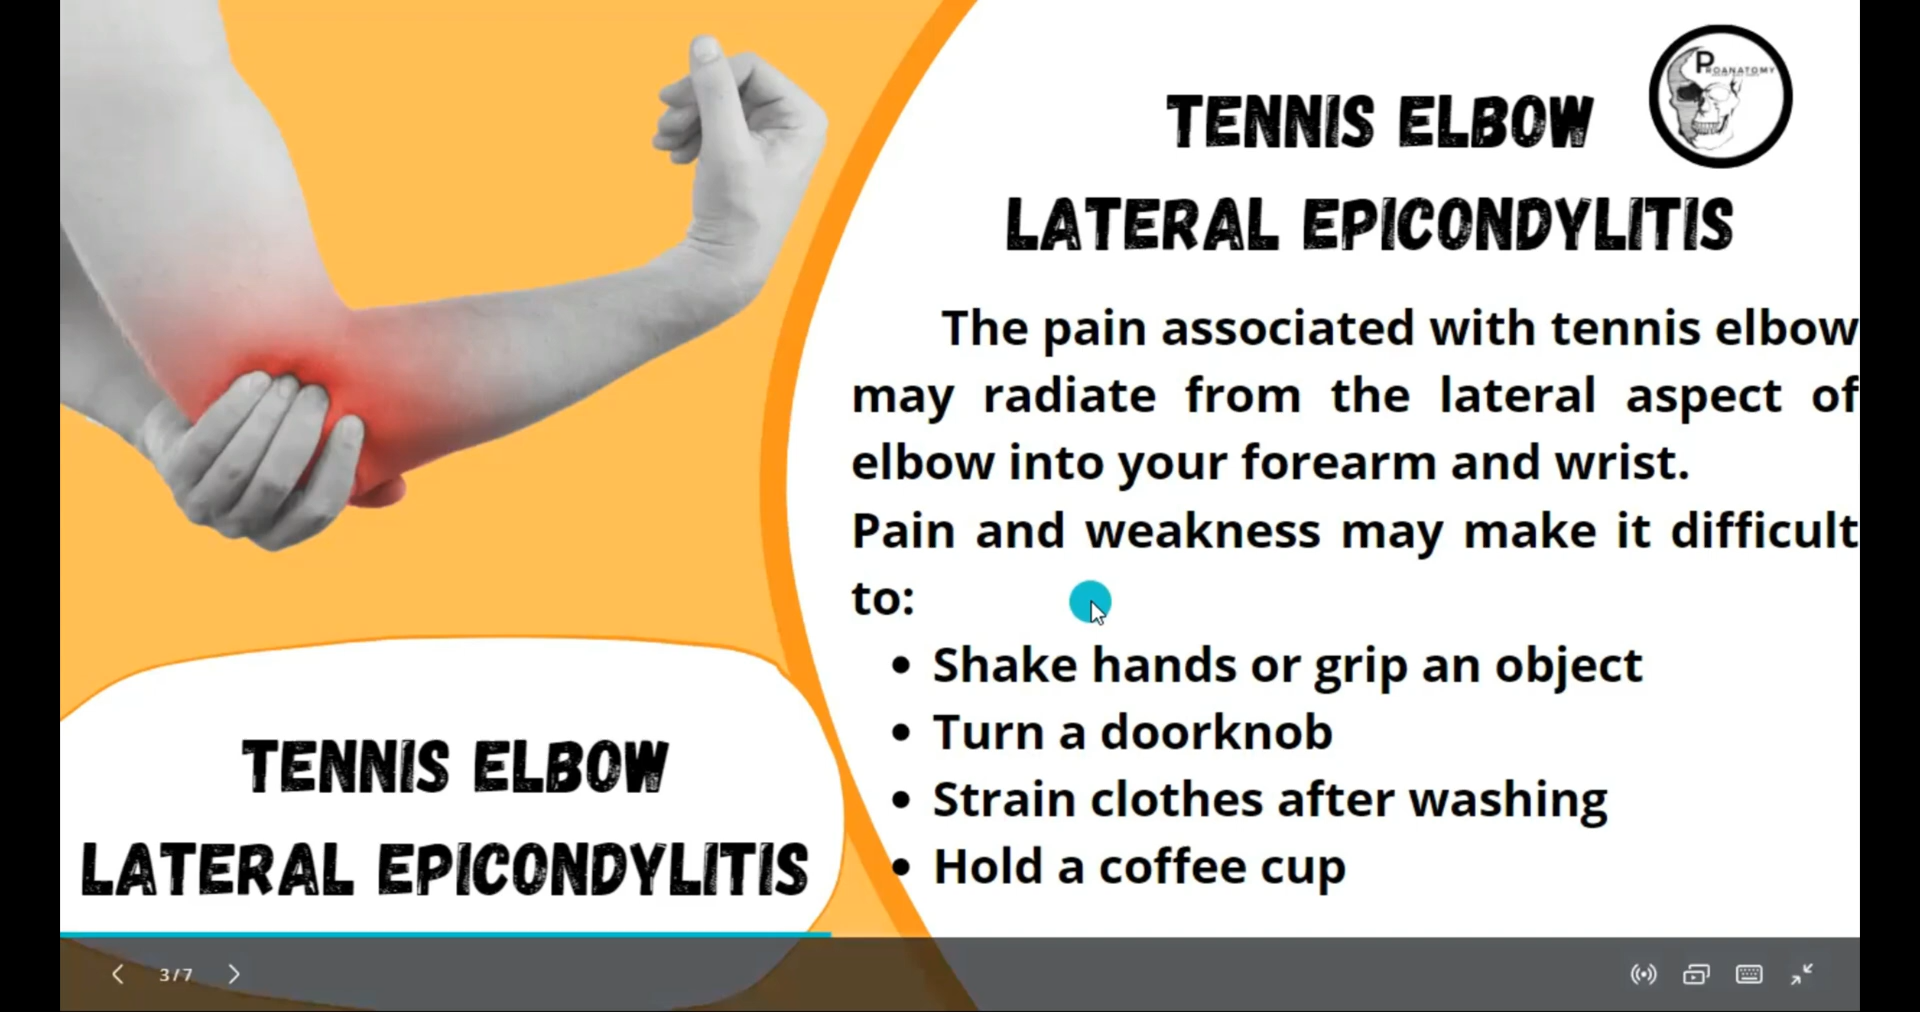 PROANATOMY
TENNIS ELBOW
LATERAL EPICONDYLITIS
The pain associated with tennis elbow
may radiate from the lateral aspect of
elbow into your forearm and wrist.
Pain and weakness may make it difficult
to:
• Shake hands or grip an object
• Turn a doorknob
• Strain clothes after washing
• Hold a coffee cup
TENNIS ELBOW
LATERAL EPICONDYLITIS
3/7